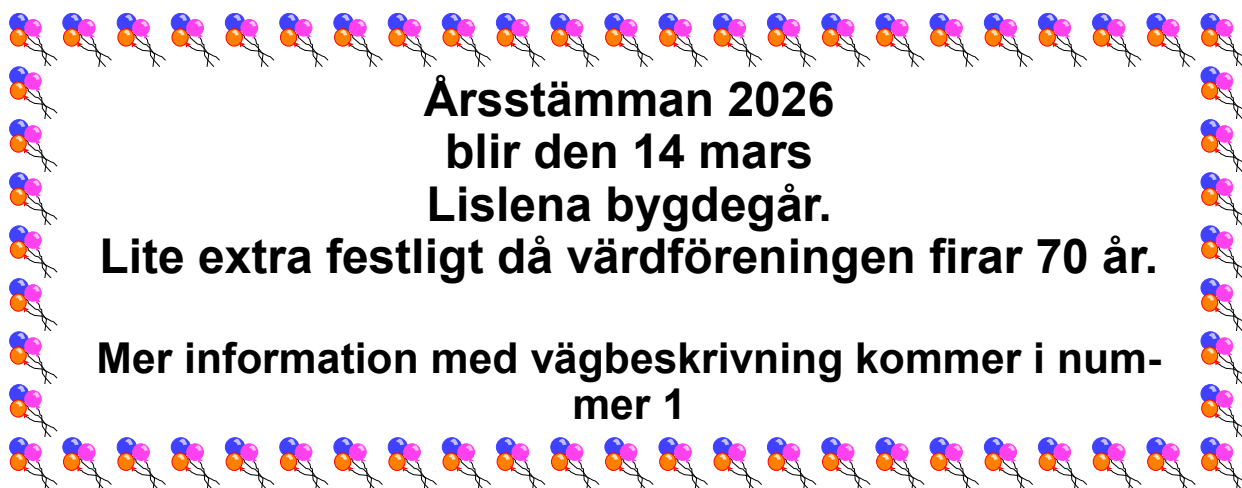 Årsstämman 2026
blir den 14 mars
Lislena bygdegår.
Lite extra festligt då värdföreningen firar 70 år.
Mer information med vägbeskrivning kommer i num-
mer 1